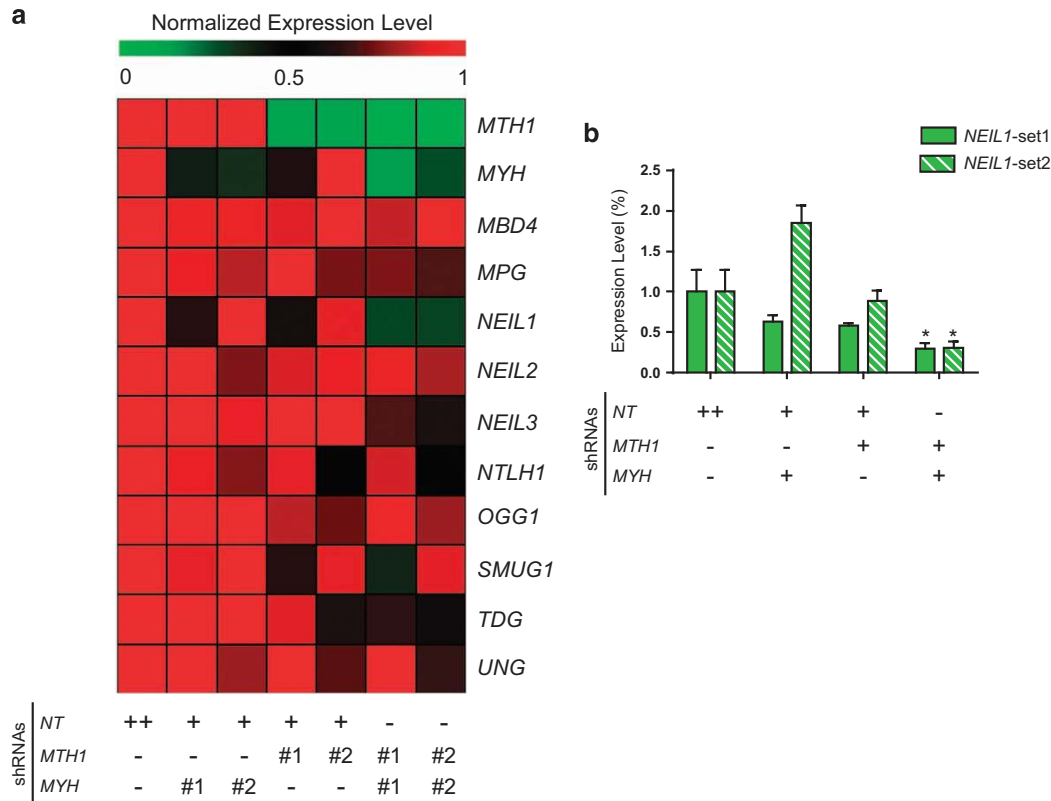 a
Normalized Expression Level
0 0.5 1
MTH1
MYH
MBD4
MPG
NEIL1
NEIL2
NEIL3
NTLH1
OGG1
SMUG1
TDG
UNG
shRNAs
NT ++ + + + + - -
MTH1 - - - #1 #2 #1 #2
MYH - #1 #2 - - #1 #2
b
NEIL1-set1
NEIL1-set2
Expression Level (%)
2.5
2.0
1.5
1.0
0.5
0.0
* *
shRNAs
NT ++ + + -
MTH1 - - + +
MYH - + - +